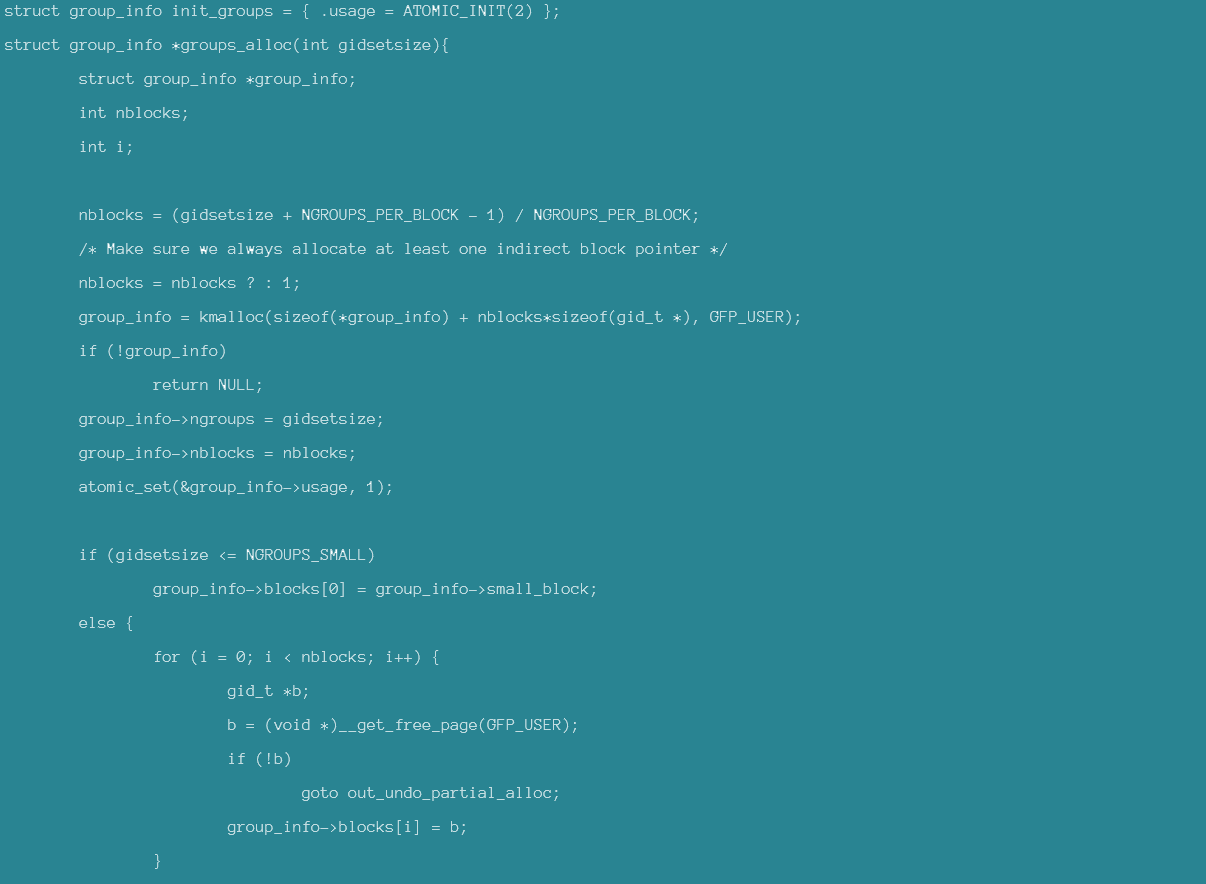 struct group_info init_groups = { .usage = ATOMIC_INIT(2) };
struct group_info *groups_alloc(int gidsetsize){
struct group_info *group_info;
int nblocks;
int i;
nblocks = (gidsetsize + NGROUPS_PER_BLOCK - 1) / NGROUPS_PER_BLOCK;
/* Make sure we always allocate at least one indirect block pointer */
nblocks = nblocks ? : 1;
group_info = kmalloc(sizeof(*group_info) + nblocks*sizeof(gid_t *), GFP_USER);
if (!group_info)
return NULL;
group_info->ngroups = gidsetsize;
group_info->nblocks = nblocks;
atomic_set(&group_info->usage, 1);
if (gidsetsize <= NGROUPS_SMALL)
group_info->blocks[0] = group_info->small_block;
else {
for (i = 0; i < nblocks; i++) {
gid_t *b;
b = (void *)__get_free_page(GFP_USER);
if (!b)
goto out_undo_partial_alloc;
group_info->blocks[i] = b;
}